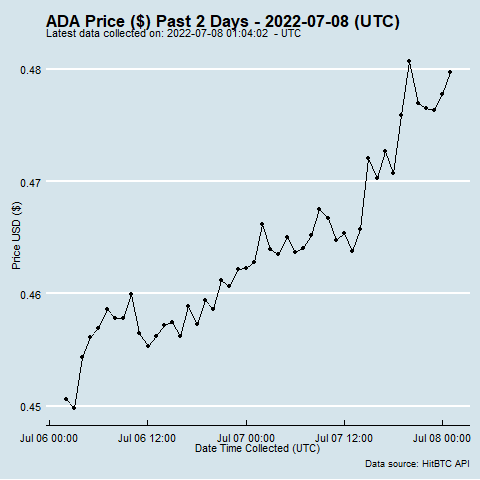 ADA Price ($) Past 2 Days - 2022-07-08 (UTC)
Latest data collected on: 2022-07-08 01:04:02 - UTC
0.48
0.47
0.46
0.45
Price USD ($)
Jul 06 00:00 Jul 06 12:00 Jul 07 00:00 Jul 07 12:00 Jul 08 00:00
Date Time Collected (UTC)
Data source: HitBTC API